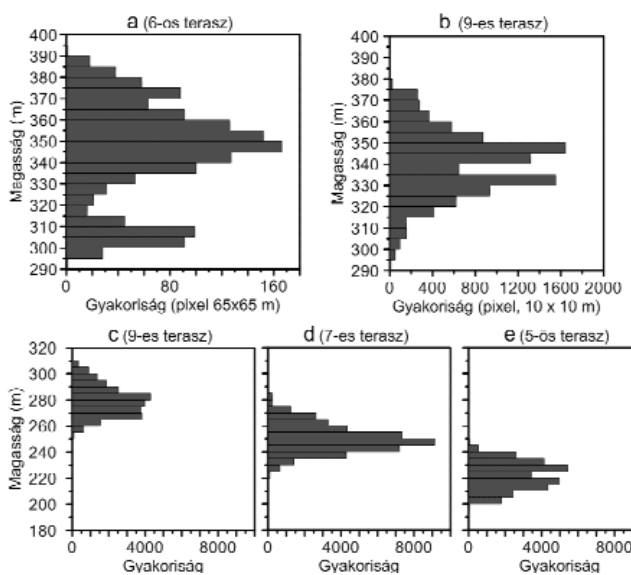 a (6-os terasz)
400
390
380
370
360
350
340
330
320
310
300
290
Magasság (m)
0 80 160
Gyakoriság (pixel 65x65 m)
b (9-es terasz)
400
390
380
370
360
350
340
330
320
310
300
290
Magasság (m)
0 400 800 1200 1600 2000
Gyakoriság (pixel, 10 x 10 m)
c (9-es terasz)
320
300
280
260
240
220
200
180
Magasság (m)
0 4000 8000
Gyakoriság
d (7-es terasz)
0 4000 8000
Gyakoriság
e (5-ös terasz)
0 4000 8000
Gyakoriság